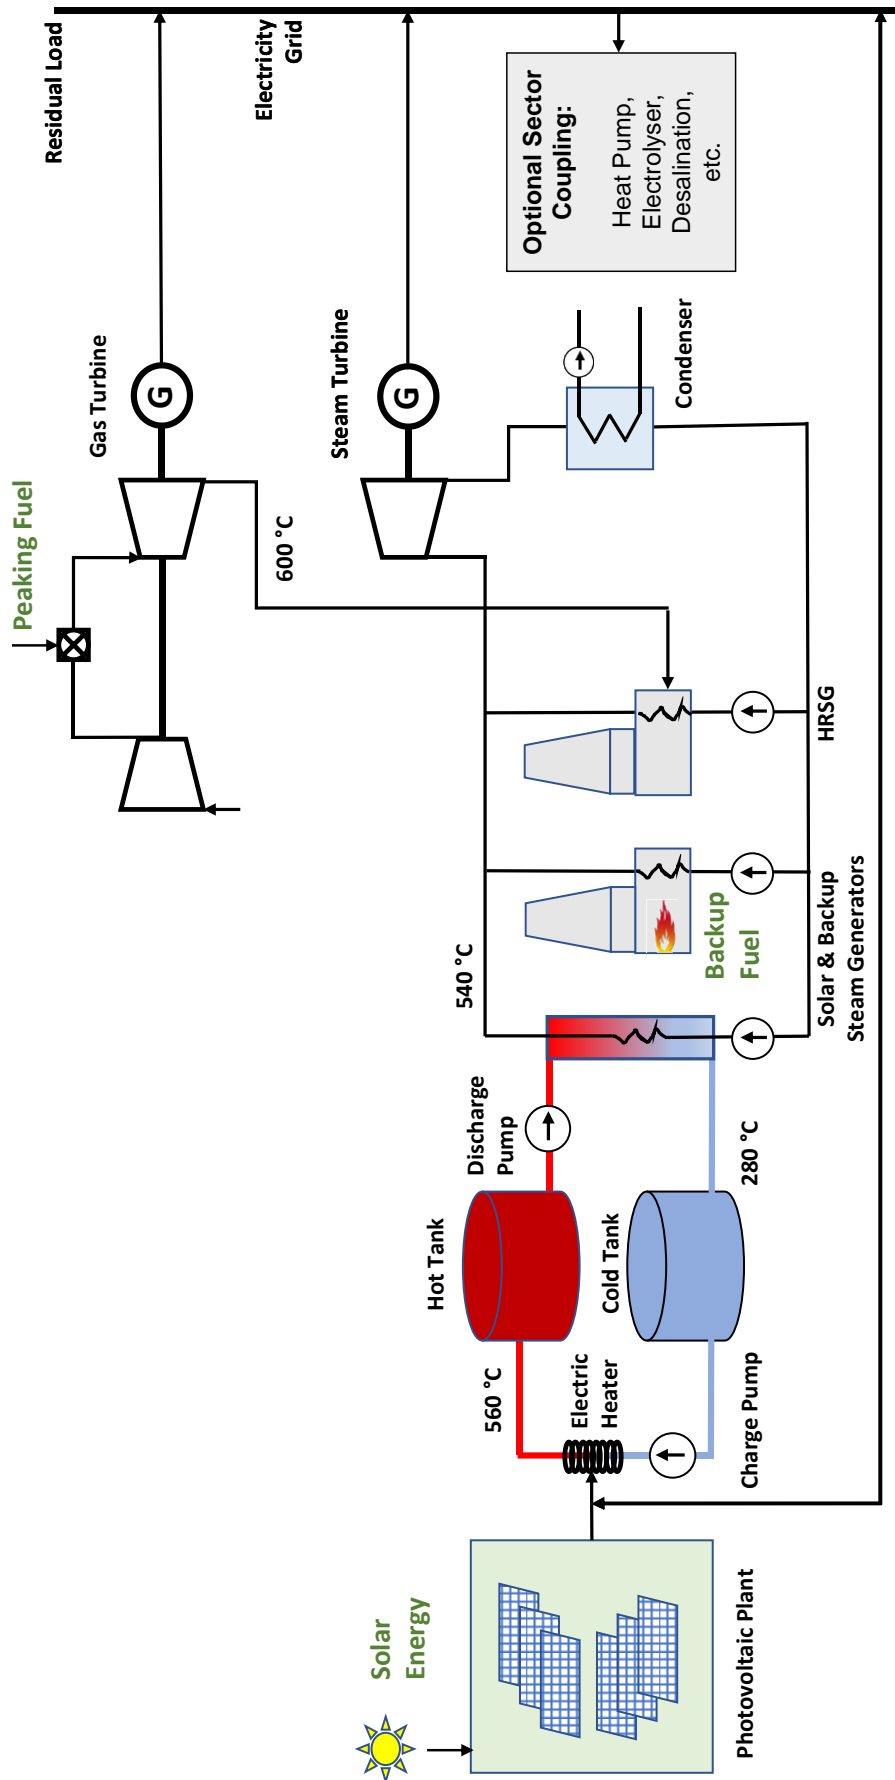 Solar
Energy
Photovoltaic Plant
560 °C
Electric
Heater
Charge Pump
Hot Tank
Cold Tank
Discharge
Pump
280 °C
540 °C
Backup
Fuel
Solar & Backup
Steam Generators
HRSG
Peaking Fuel
600 °C
Gas Turbine
G
Steam Turbine
G
Condenser
Optional Sector
Coupling:
Heat Pump,
Electrolyser,
Desalination,
etc.
Residual Load
Electricity
Grid